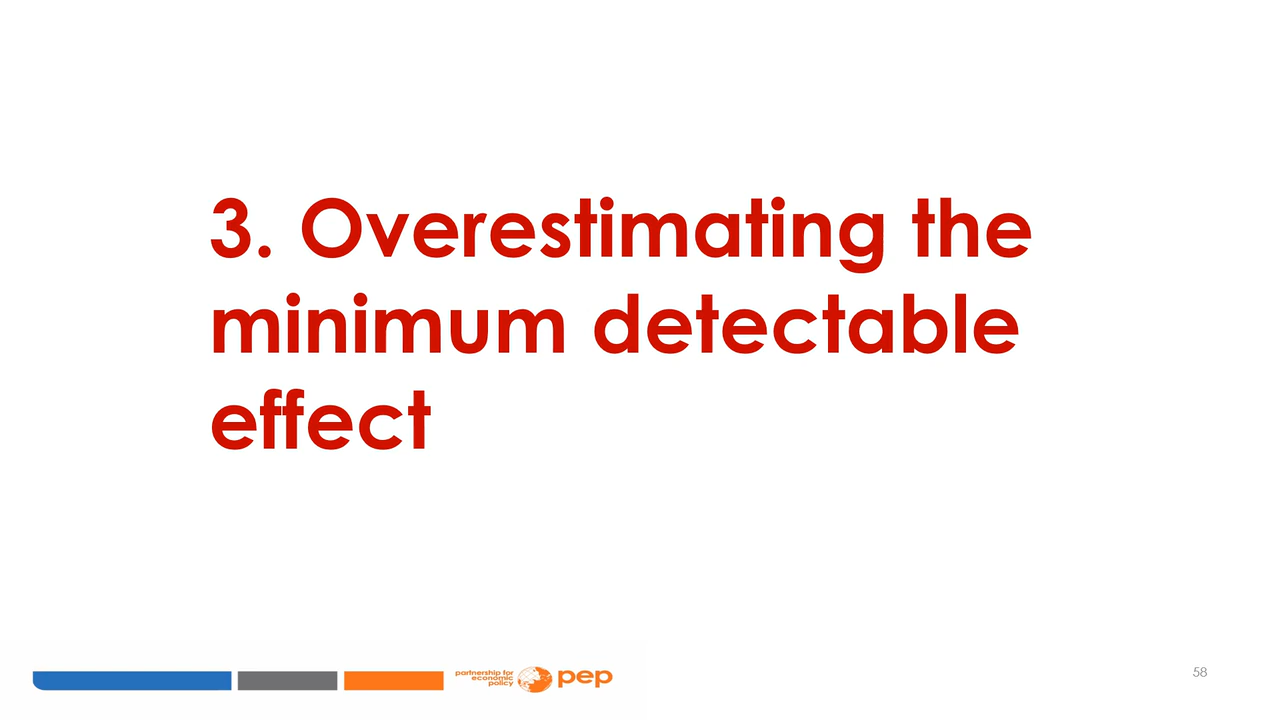 3. Overestimating the
minimum detectable
effect
partnership for
economic
policy
pep
58